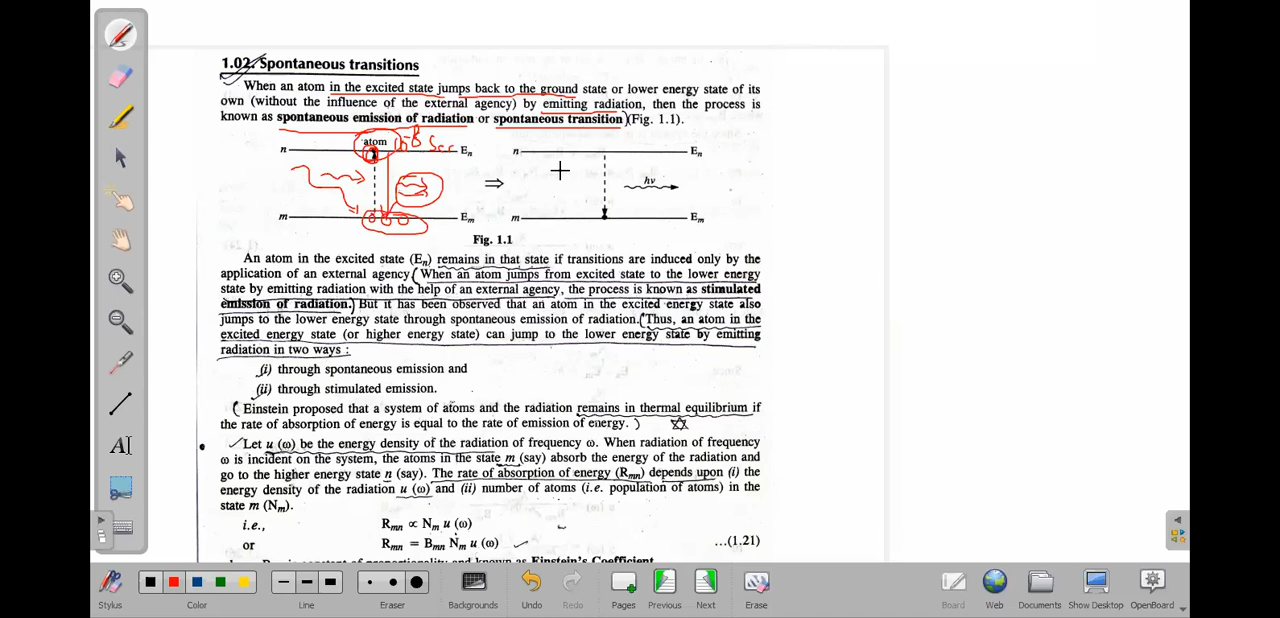 1.02. Spontaneous transitions
When an atom in the excited state jumps back to the ground state or lower energy state of its
own (without the influence of the external agency) by emitting radiation, then the process is
known as spontaneous emission of radiation or spontaneous transition (Fig. 1.1).
atom
10⁻⁸ Sec
n
Eₙ
n
Eₙ
hν
⇒
m
Eₘ
m
Eₘ
Fig. 1.1
An atom in the excited state (Eₙ) remains in that state if transitions are induced only by the
application of an external agency. (When an atom jumps from excited state to the lower energy
state by emitting radiation with the help of an external agency, the process is known as stimulated
emission of radiation.) But it has been observed that an atom in the excited energy state also
jumps to the lower energy state through spontaneous emission of radiation. (Thus, an atom in the
excited energy state (or higher energy state) can jump to the lower energy state by emitting
radiation in two ways :
(i) through spontaneous emission and
(ii) through stimulated emission.
(Einstein proposed that a system of atoms and the radiation remains in thermal equilibrium if
the rate of absorption of energy is equal to the rate of emission of energy. )
Let u (ω) be the energy density of the radiation of frequency ω. When radiation of frequency
ω is incident on the system, the atoms in the state m (say) absorb the energy of the radiation and
go to the higher energy state n (say). The rate of absorption of energy (Rₘₙ) depends upon (i) the
energy density of the radiation u (ω) and (ii) number of atoms (i.e. population of atoms) in the
state m (Nₘ).
i.e., Rₘₙ ∝ Nₘ u (ω)
or Rₘₙ = Bₘₙ Nₘ u (ω) ...(1.21)
constant of proportionality and known as Einstein's Coefficient
Stylus
Color
Line
Eraser
Backgrounds
Undo
Redo
Pages
Previous
Next
Erase
Board
Web
Documents
Show Desktop
OpenBoard